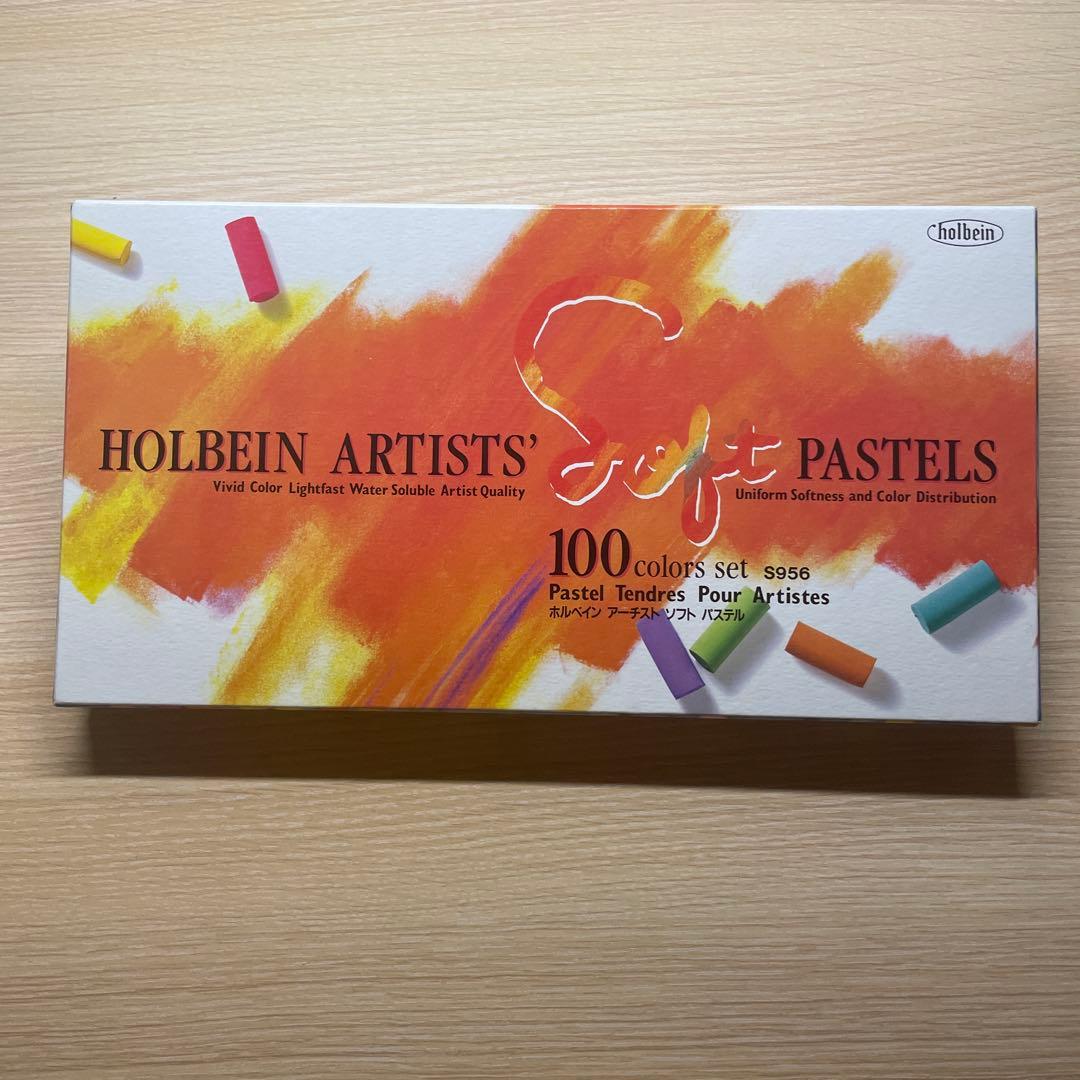 holbein
HOLBEIN ARTISTS' Soft PASTELS
Vivid Color Lightfast Water Soluble Artist Quality
Uniform Softness and Color Distribution
100 colors set S956
Pastel Tendres Pour Artistes
ホルベイン アーチスト ソフト パステル